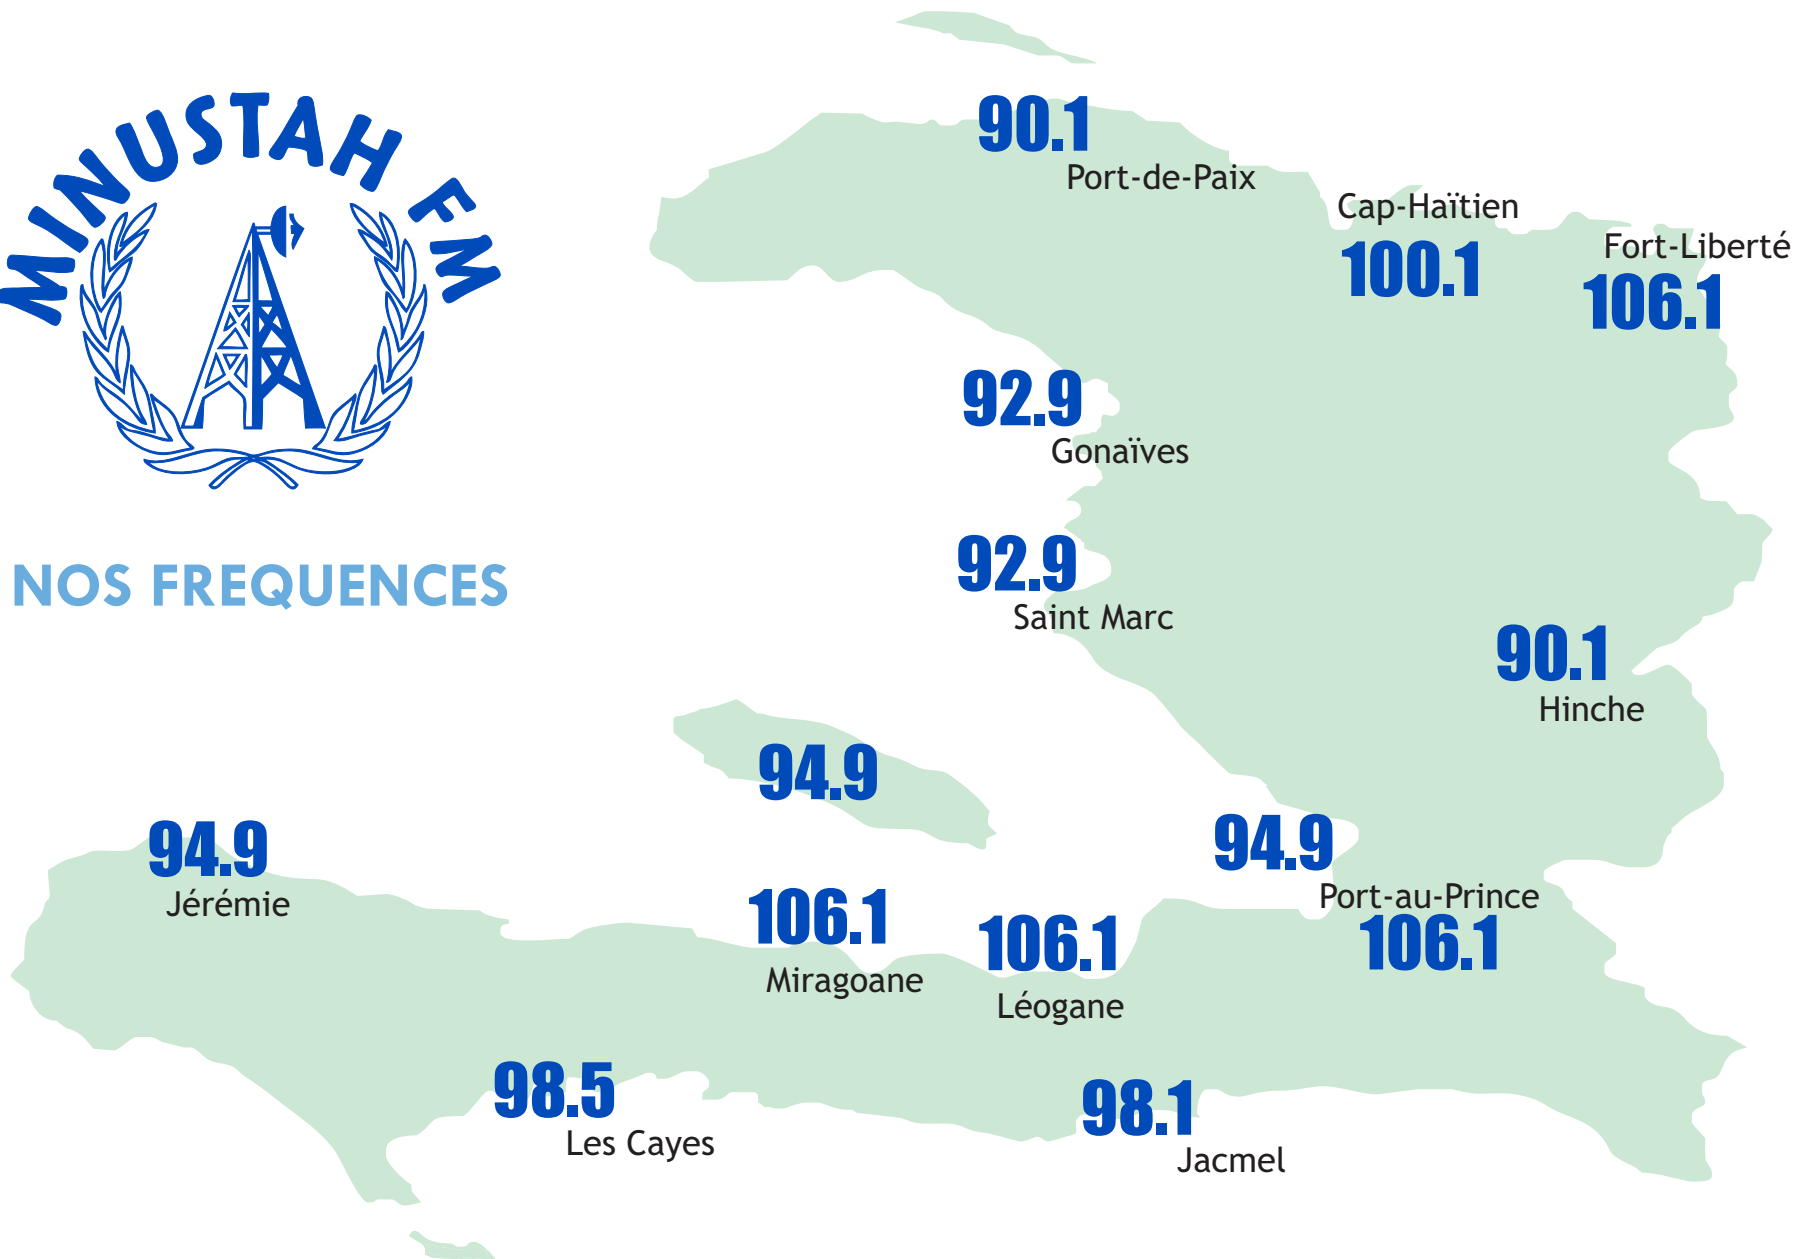 MINUSTAH FM
NOS FREQUENCES
90.1
Port-de-Paix
Cap-Haïtien
100.1
Fort-Liberté
106.1
92.9
Gonaïves
92.9
Saint Marc
90.1
Hinche
94.9
94.9
Jérémie
94.9
Port-au-Prince
106.1
106.1
Miragoane
106.1
Léogane
98.5
Les Cayes
98.1
Jacmel